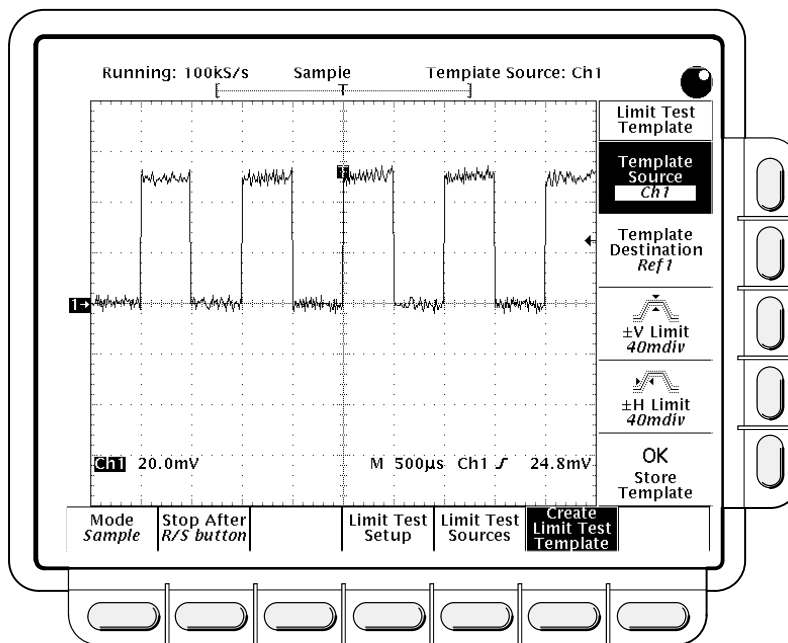 Running: 100kS/s Sample Template Source: Ch1
[ T ]
Limit Test
Template
Template
Source
Ch1
T
Template
Destination
Ref1
1→
±V Limit
40mdiv
±H Limit
40mdiv
Ch1 20.0mV M 500µs Ch1 24.8mV
OK
Store
Template
Mode
Sample
Stop After
R/S button
Limit Test
Setup
Limit Test
Sources
Create
Limit Test
Template